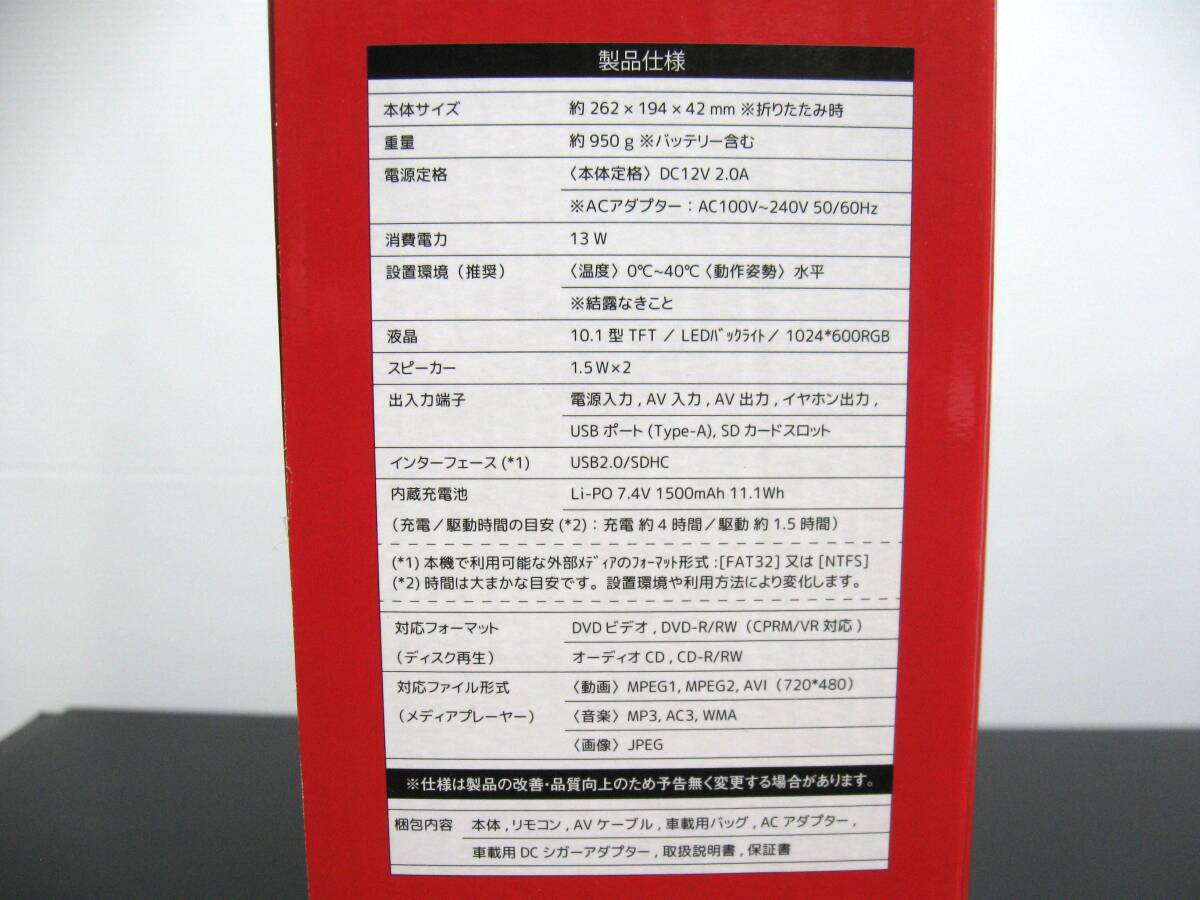 製品仕様
本体サイズ 約 262 × 194 × 42 mm ※折りたたみ時
重量 約 950 g ※バッテリー含む
電源定格 〈本体定格〉DC12V 2.0A
※ACアダプター：AC100V~240V 50/60Hz
消費電力 13 W
設置環境（推奨） 〈温度〉0℃~40℃〈動作姿勢〉水平
※結露なきこと
液晶 10.1 型 TFT ／ LEDﾊﾞｯｸﾗｲﾄ／ 1024*600RGB
スピーカー 1.5W×2
出入力端子 電源入力 , AV 入力 , AV 出力 , イヤホン出力 ,
USB ポート (Type-A), SD カードスロット
インターフェース (*1) USB2.0/SDHC
内蔵充電池 Li-PO 7.4V 1500mAh 11.1Wh
（充電／駆動時間の目安 (*2)：充電 約 4 時間／駆動 約 1.5 時間）
(*1) 本機で利用可能な外部ﾒﾃﾞｨｱのﾌｫｰﾏｯﾄ形式 :[FAT32] 又は [NTFS]
(*2) 時間は大まかな目安です。設置環境や利用方法により変化します。
対応フォーマット DVD ビデオ , DVD-R/RW（CPRM/VR 対応）
（ディスク再生） オーディオ CD , CD-R/RW
対応ファイル形式 〈動画〉MPEG1, MPEG2, AVI（720*480）
（メディアプレーヤー） 〈音楽〉MP3, AC3, WMA
〈画像〉JPEG
※仕様は製品の改善・品質向上のため予告無く変更する場合があります。
梱包内容 本体 , リモコン , AV ケーブル , 車載用バッグ , AC アダプター ,
車載用 DC シガーアダプター , 取扱説明書 , 保証書